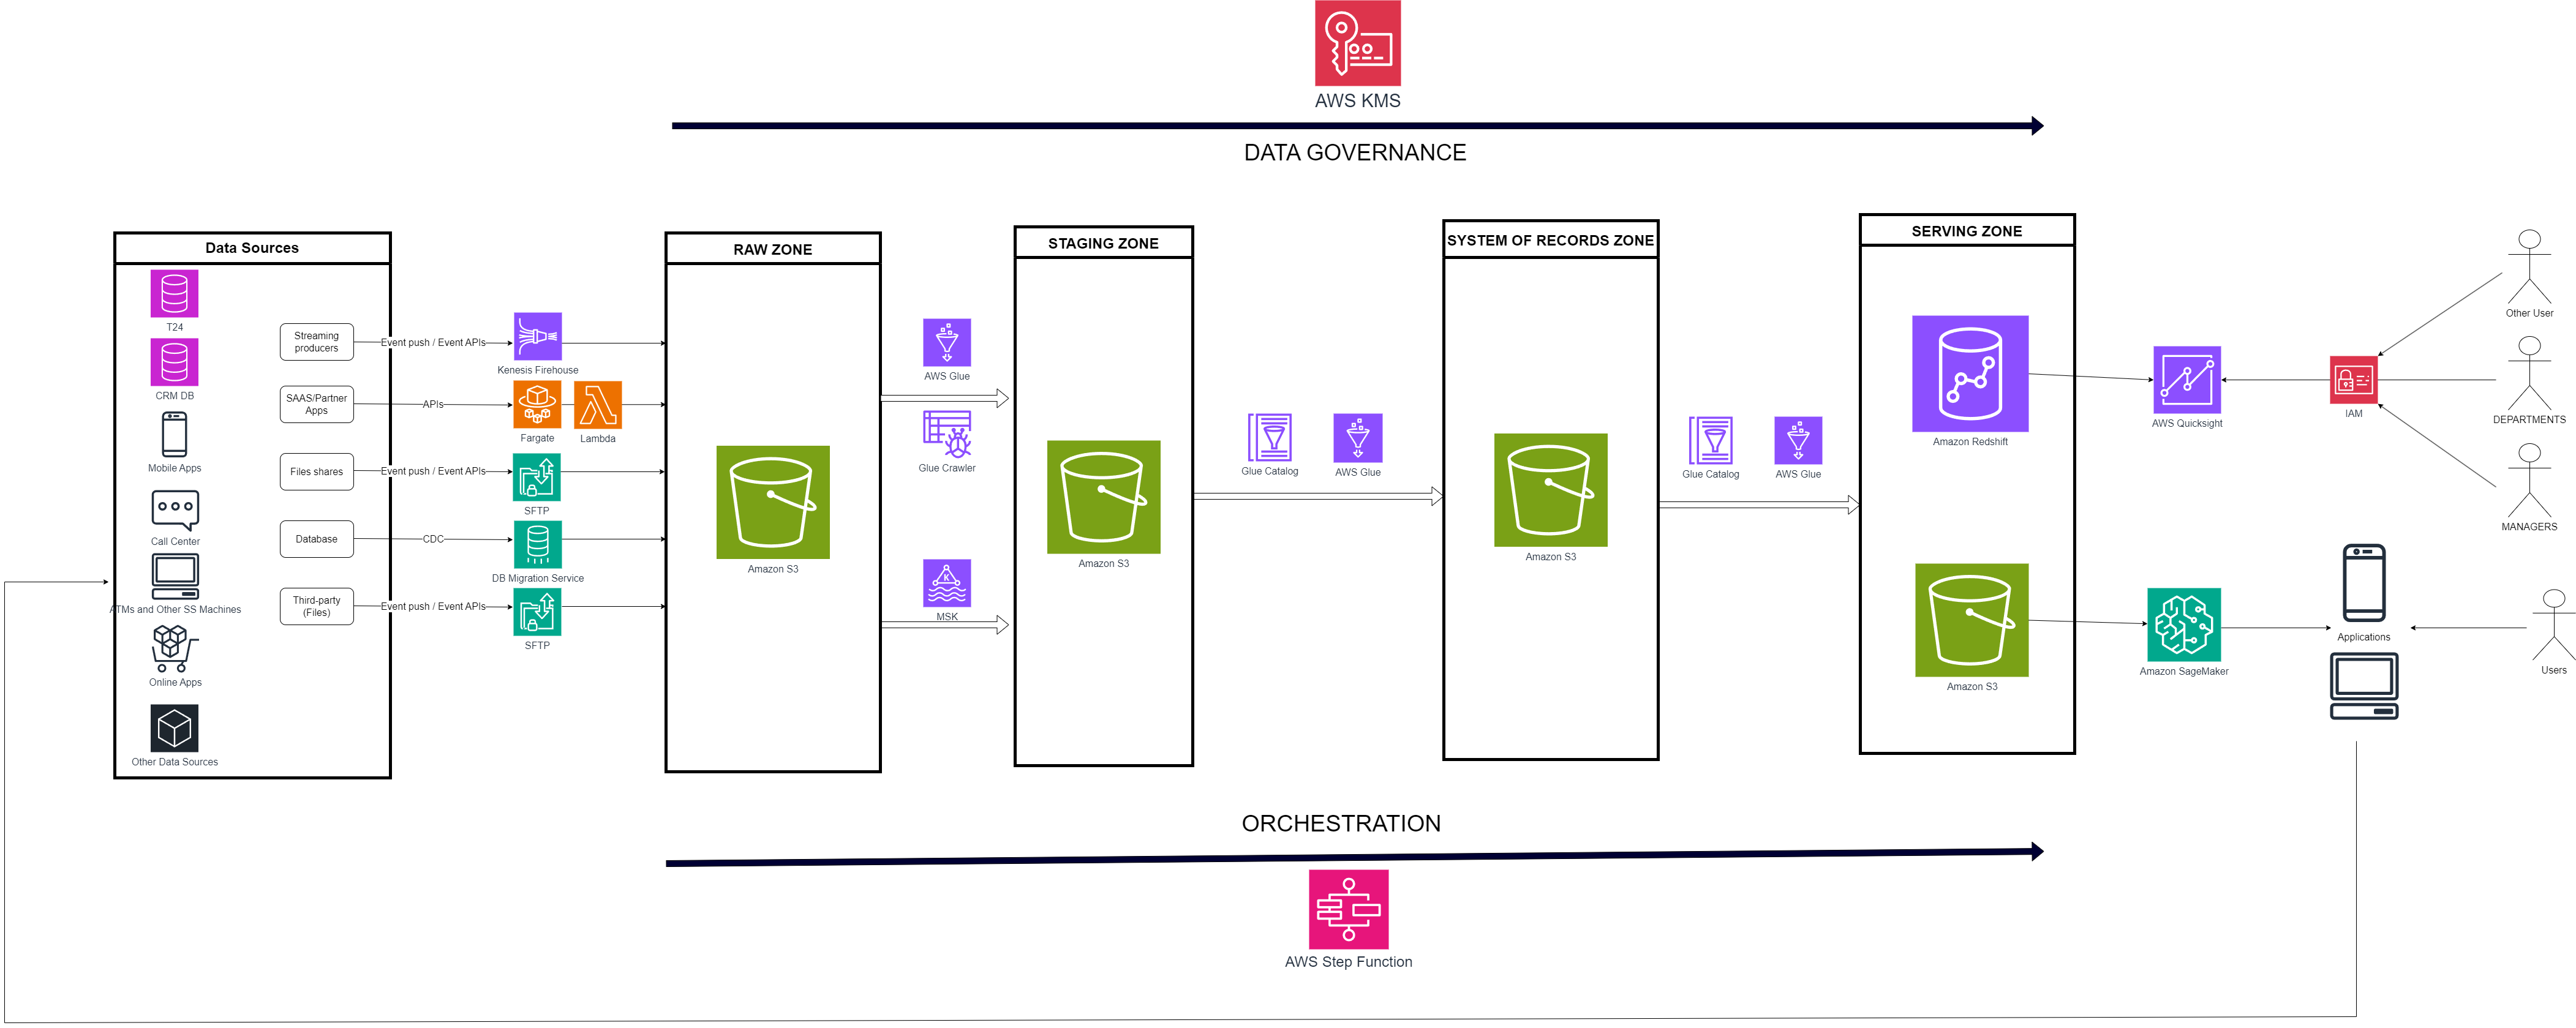 AWS KMS
DATA GOVERNANCE
Data Sources
T24
CRM DB
Mobile Apps
Call Center
ATMs and Other SS Machines
Online Apps
Other Data Sources
Streaming
producers
SAAS/Partner
Apps
Files shares
Database
Third-party
(Files)
Event push / Event APIs
APIs
Event push / Event APIs
CDC
Event push / Event APIs
Kenesis Firehouse
Fargate
Lambda
SFTP
DB Migration Service
SFTP
RAW ZONE
Amazon S3
AWS Glue
Glue Crawler
K
MSK
STAGING ZONE
Amazon S3
Glue Catalog
AWS Glue
SYSTEM OF RECORDS ZONE
Amazon S3
Glue Catalog
AWS Glue
SERVING ZONE
Amazon Redshift
Amazon S3
AWS Quicksight
Amazon SageMaker
IAM
Applications
Other User
DEPARTMENTS
MANAGERS
Users
ORCHESTRATION
AWS Step Function